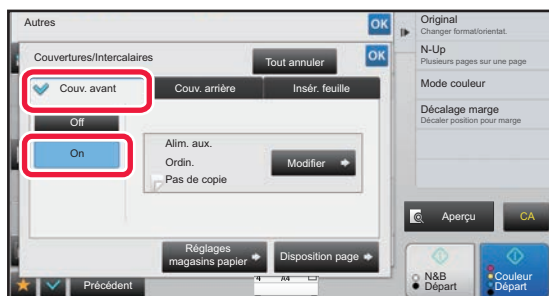 Autres
OK
Couvertures/Intercalaires
Tout annuler
OK
Couv. avant
Couv. arrière
Insér. feuille
Off
On
Alim. aux.
Ordin.
Pas de copie
Modifier
Réglages
magasins papier
Disposition page
Précédent
4 A4
Original
Changer format/orientat.
N-Up
Plusieurs pages sur une page
Mode couleur
Décalage marge
Décaler position pour marge
Aperçu
CA
N&B
Départ
Couleur
Départ